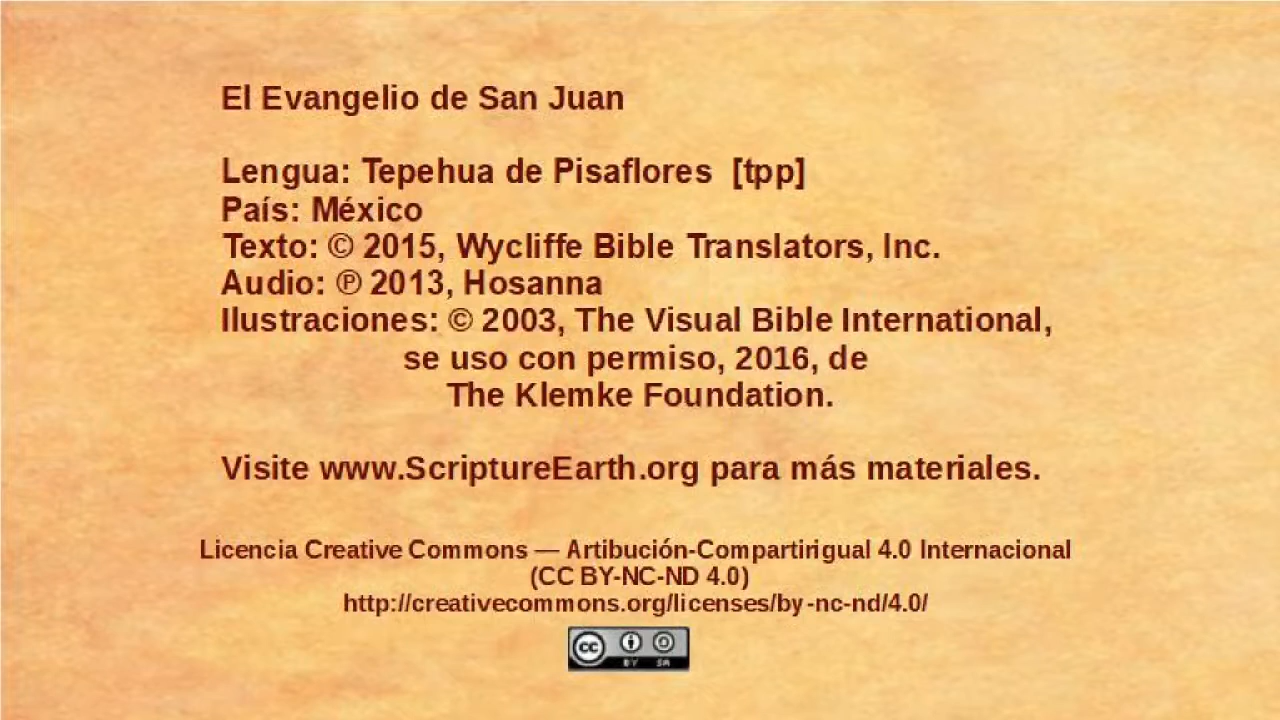 El Evangelio de San Juan
Lengua: Tepehua de Pisaflores [tpp]
País: México
Texto: © 2015, Wycliffe Bible Translators, Inc.
Audio: ℗ 2013, Hosanna
Ilustraciones: © 2003, The Visual Bible International,
se uso con permiso, 2016, de
The Klemke Foundation.
Visite www.ScriptureEarth.org para más materiales.
Licencia Creative Commons — Artibución-Compartirigual 4.0 Internacional
(CC BY-NC-ND 4.0)
http://creativecommons.org/licenses/by-nc-nd/4.0/
cc BY SA